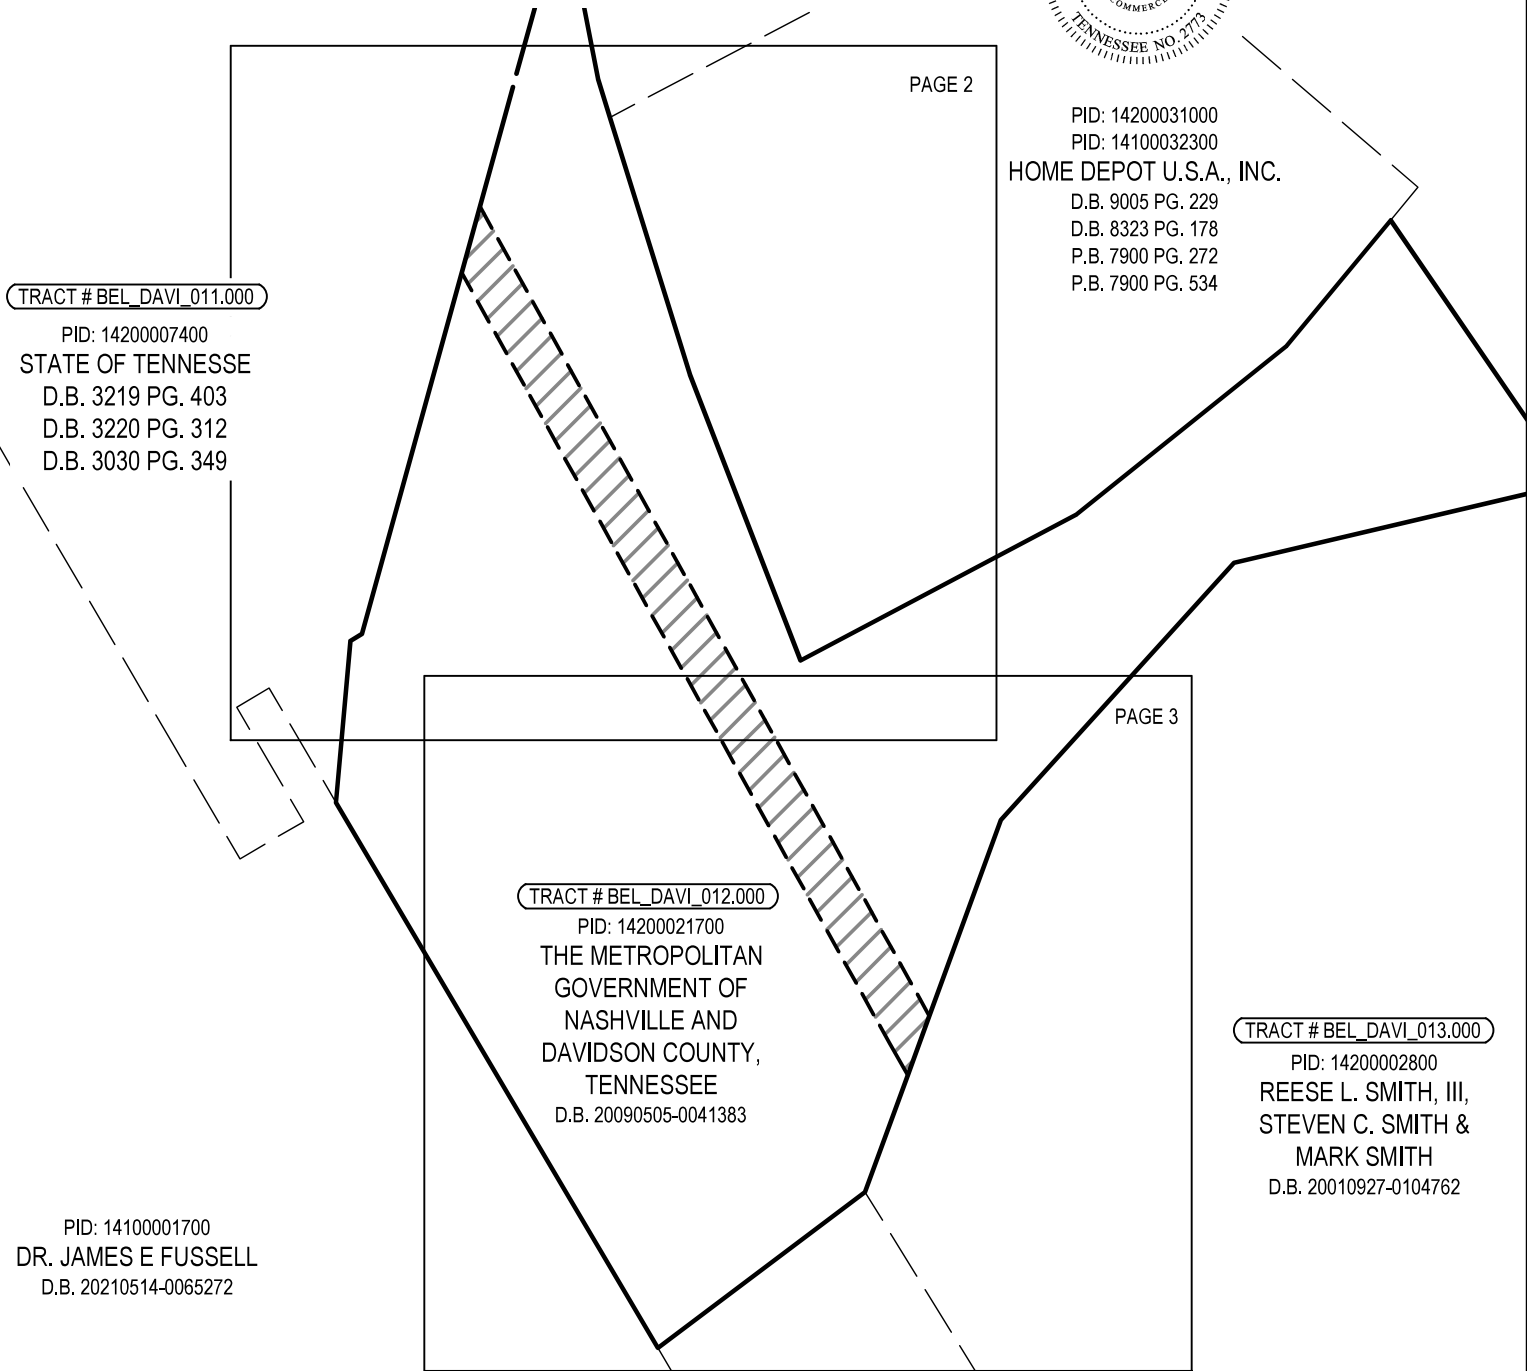 COMMERCE
TENNESSEE NO. 2773
PAGE 2
PID: 14200031000
PID: 14100032300
HOME DEPOT U.S.A., INC.
D.B. 9005 PG. 229
D.B. 8323 PG. 178
P.B. 7900 PG. 272
P.B. 7900 PG. 534
TRACT # BEL_DAVI_011.000
PID: 14200007400
STATE OF TENNESSE
D.B. 3219 PG. 403
D.B. 3220 PG. 312
D.B. 3030 PG. 349
PAGE 3
TRACT # BEL_DAVI_012.000
PID: 14200021700
THE METROPOLITAN
GOVERNMENT OF
NASHVILLE AND
DAVIDSON COUNTY,
TENNESSEE
D.B. 20090505-0041383
TRACT # BEL_DAVI_013.000
PID: 14200002800
REESE L. SMITH, III,
STEVEN C. SMITH &
MARK SMITH
D.B. 20010927-0104762
PID: 14100001700
DR. JAMES E FUSSELL
D.B. 20210514-0065272